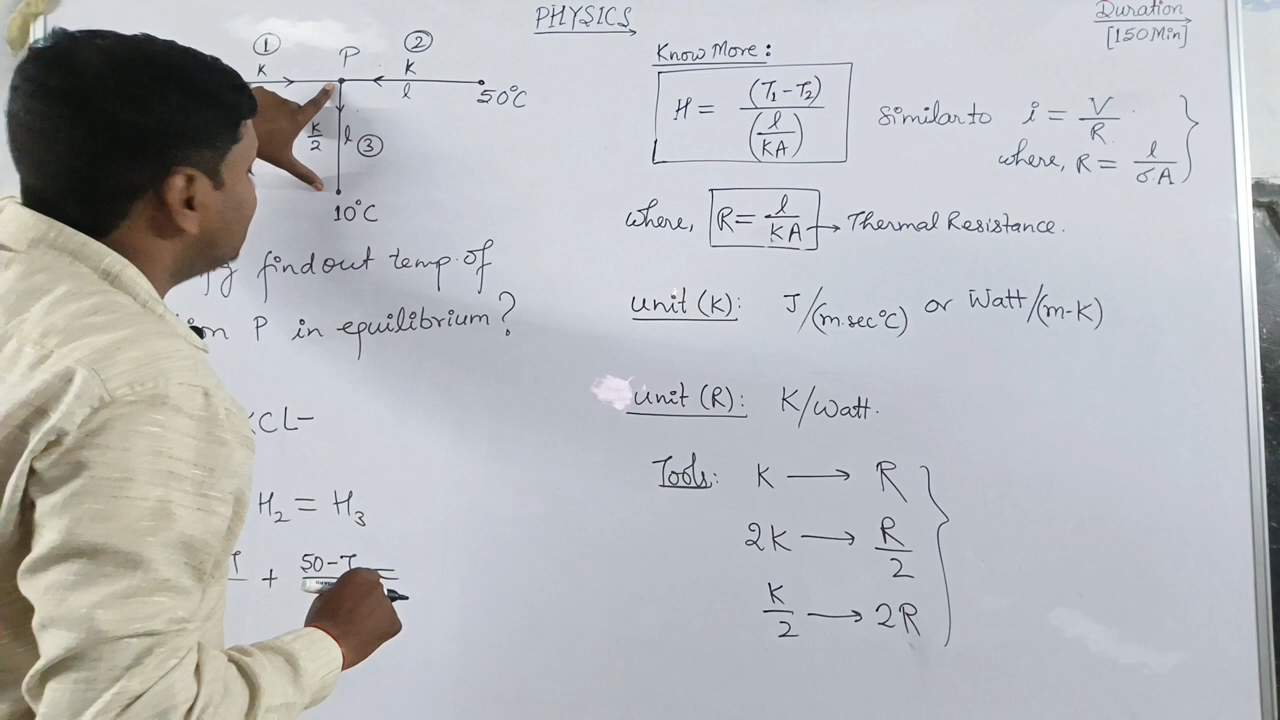 PHYSICS
Duration
[150 Min]
① P ②
K K
l 50°C
K/2 l ③
10°C
find out temp. of
P in equilibrium?
KCL-
H₂ = H₃
+ 50-T
Know More:
H = (T₁ - T₂) / (l/KA) Similar to i = V/R
where, R = l/σA
where, R = l/KA → Thermal Resistance.
unit (K): J/(m.sec°C) or Watt/(m-K)
unit (R): K/Watt.
Tools: K → R
2K → R/2
K/2 → 2R